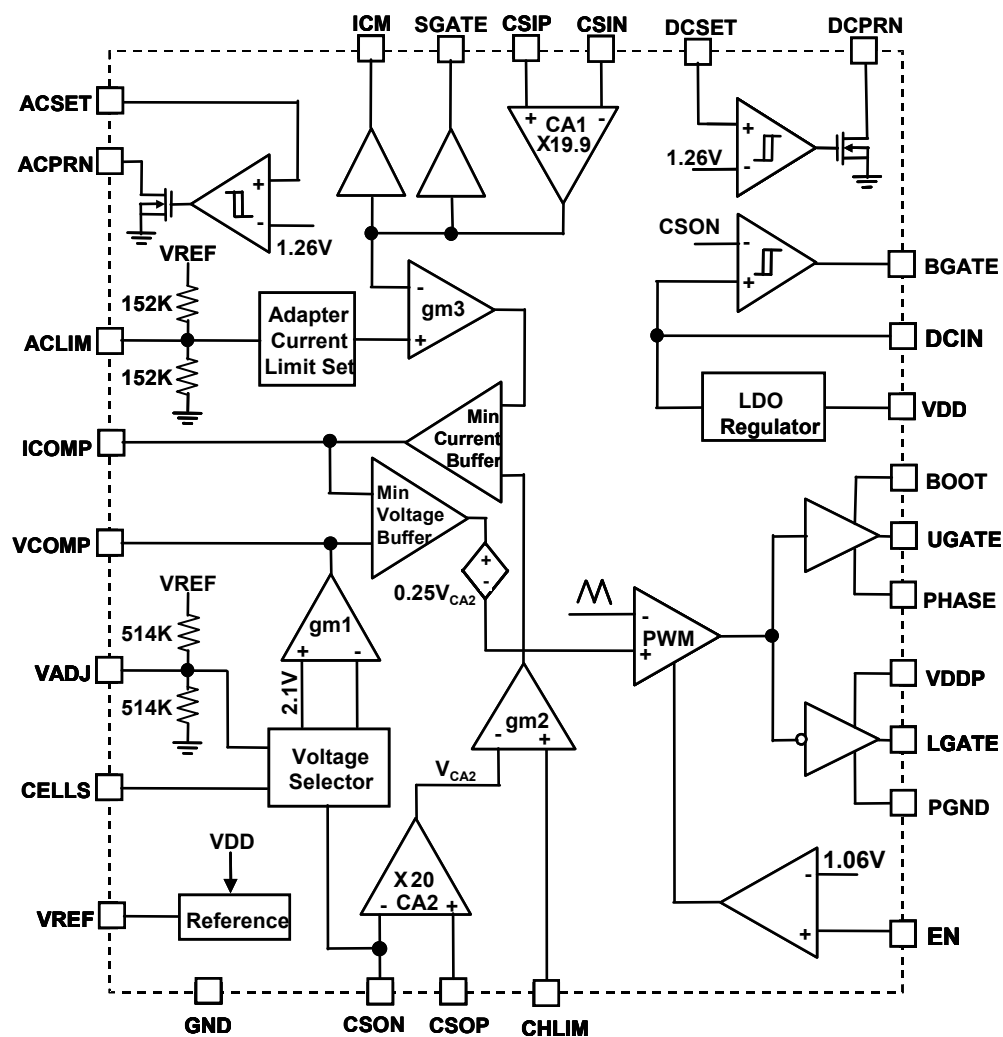 ICM
SGATE
CSIP
CSIN
DCSET
DCPRN
ACSET
ACPRN
+
-
1.26V
+
-
CA1
X19.9
+
-
1.26V
VREF
152K
152K
ACLIM
Adapter
Current
Limit Set
-
gm3
+
CSON
-
+
BGATE
DCIN
LDO
Regulator
VDD
ICOMP
Min
Current
Buffer
Min
Voltage
Buffer
VCOMP
+
-
0.25VCA2
BOOT
UGATE
PHASE
-
PWM
+
VREF
514K
514K
VADJ
gm1
+
-
2.1V
Voltage
Selector
CELLS
gm2
-
+
VCA2
VDDP
LGATE
PGND
X20
CA2
-
+
VDD
VREF
Reference
1.06V
-
+
EN
GND
CSON
CSOP
CHLIM